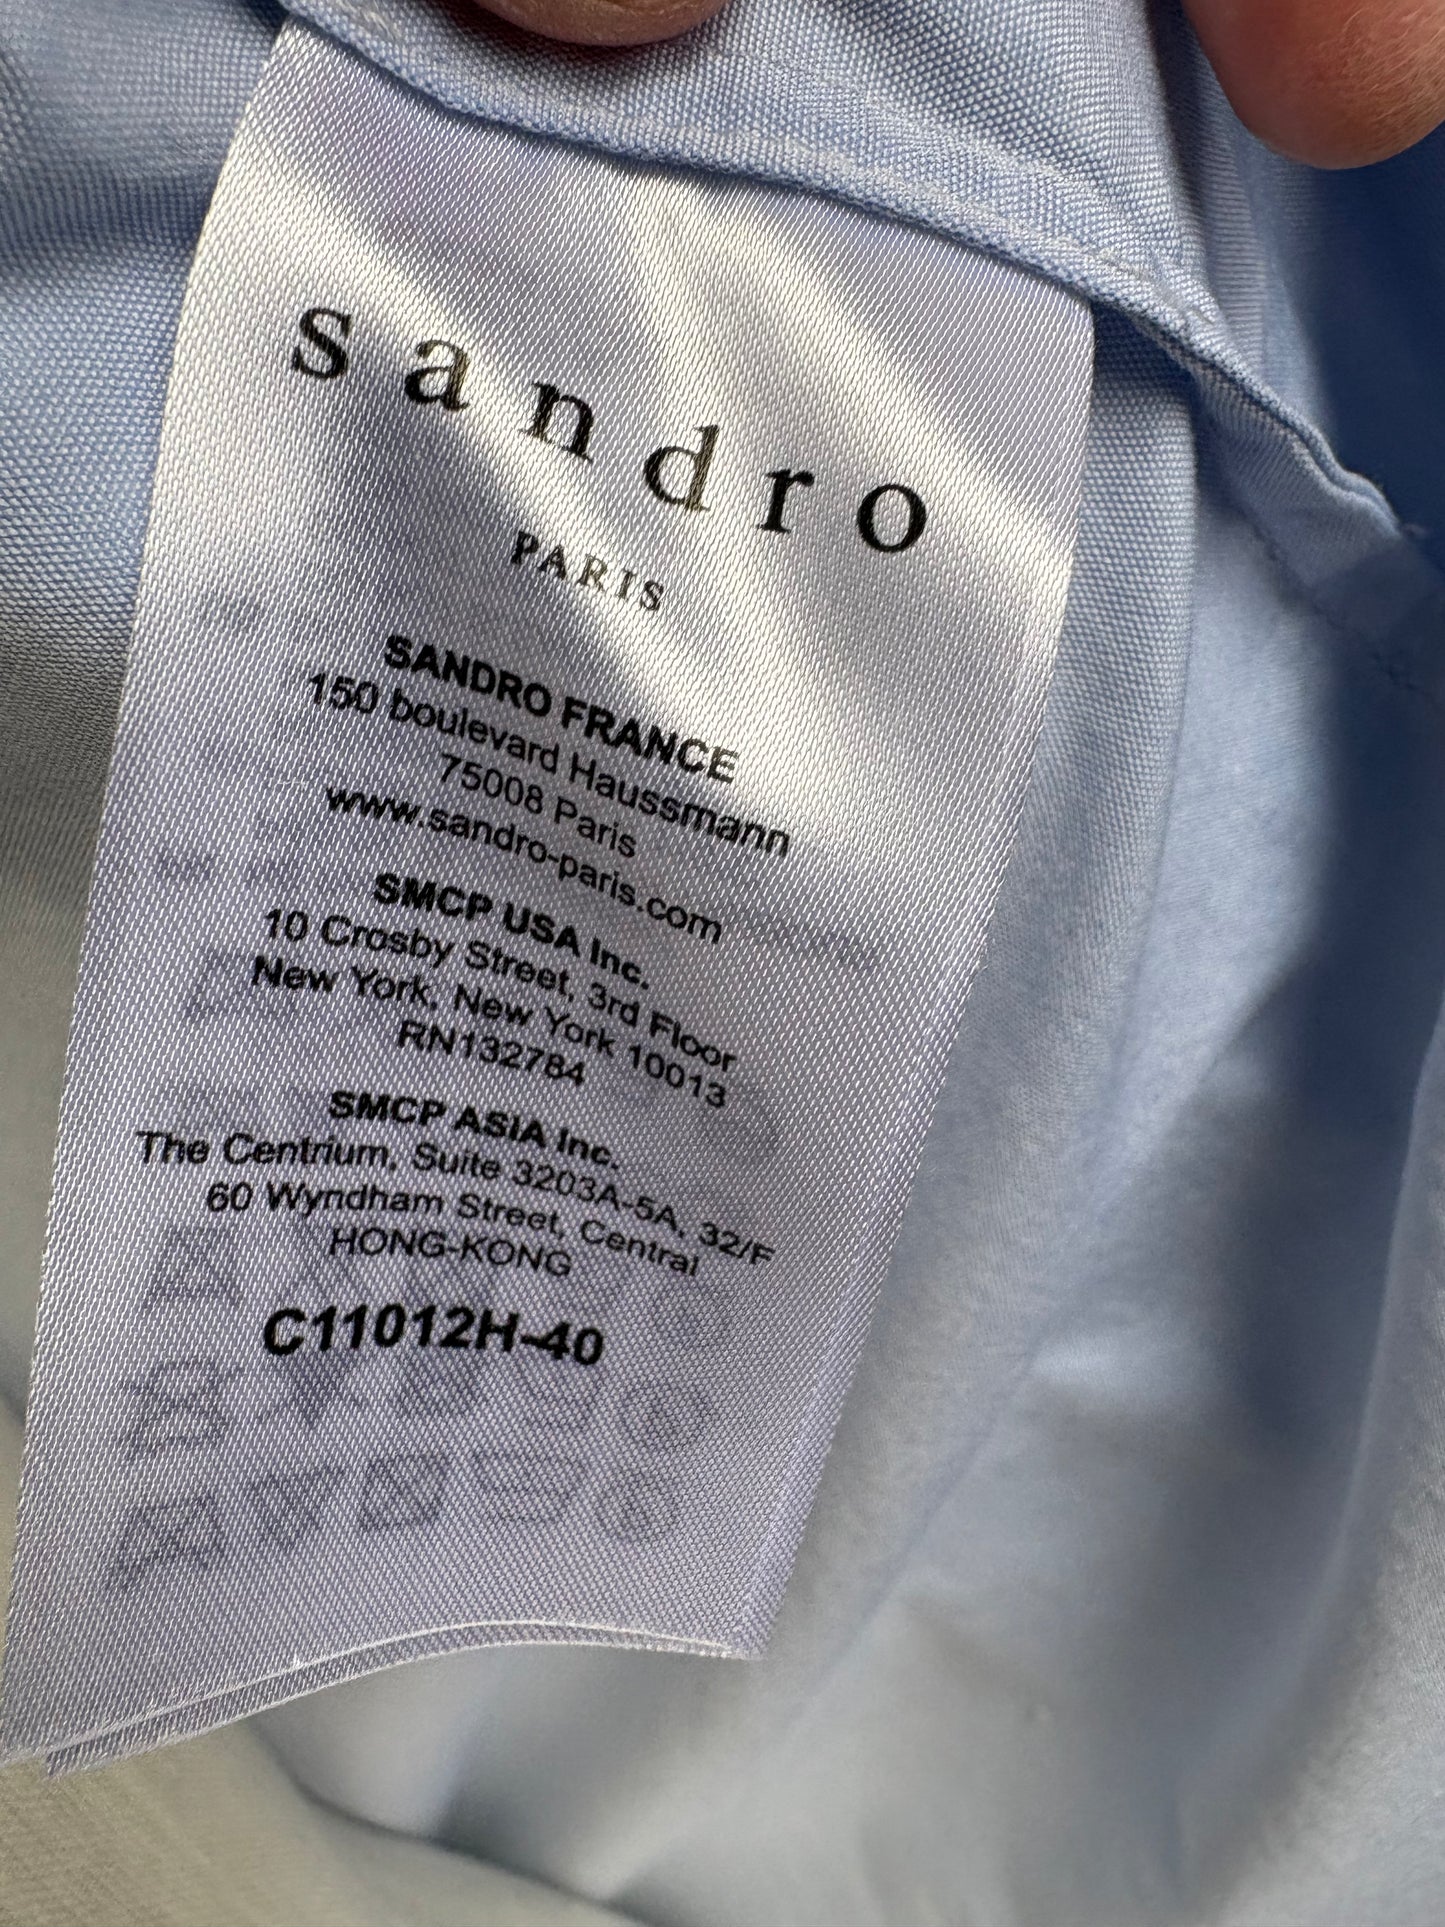 sandro
PARIS
SANDRO FRANCE
150 boulevard Haussmann
75008 Paris
www.sandro-paris.com
SMCP USA Inc.
10 Crosby Street, 3rd Floor
New York, New York 10013
RN132784
SMCP ASIA Inc.
The Centrium, Suite 3203A-5A, 32/F
60 Wyndham Street, Central
HONG-KONG
C11012H-40